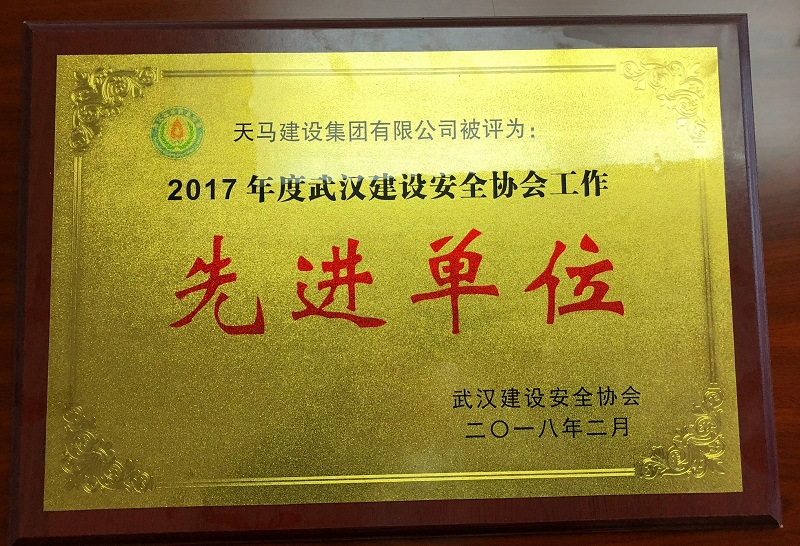 天马建设集团有限公司被评为：
2017年度武汉建设安全协会工作
先进单位
武汉建设安全协会
二〇一八年二月